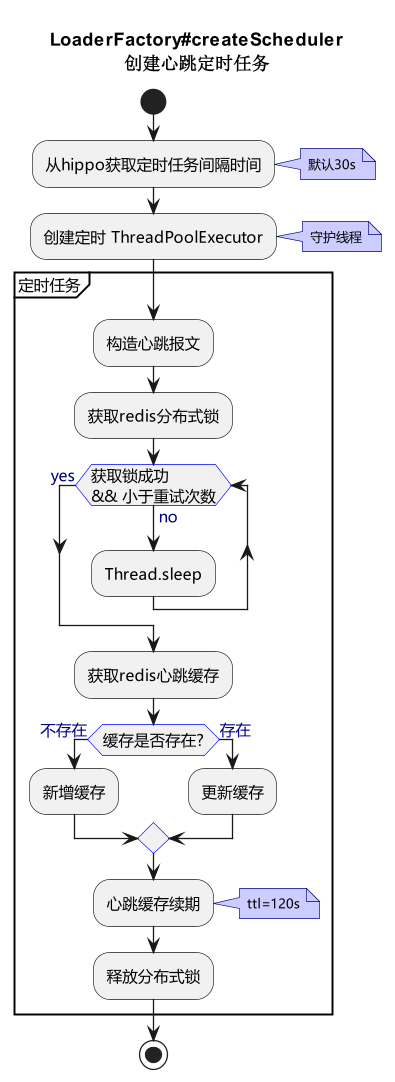 LoaderFactory#createScheduler
创建心跳定时任务
从hippo获取定时任务间隔时间
默认30s
创建定时 ThreadPoolExecutor
守护线程
定时任务
构造心跳报文
获取redis分布式锁
yes
获取锁成功
&& 小于重试次数
no
Thread.sleep
获取redis心跳缓存
不存在
缓存是否存在?
存在
新增缓存
更新缓存
心跳缓存续期
ttl=120s
释放分布式锁